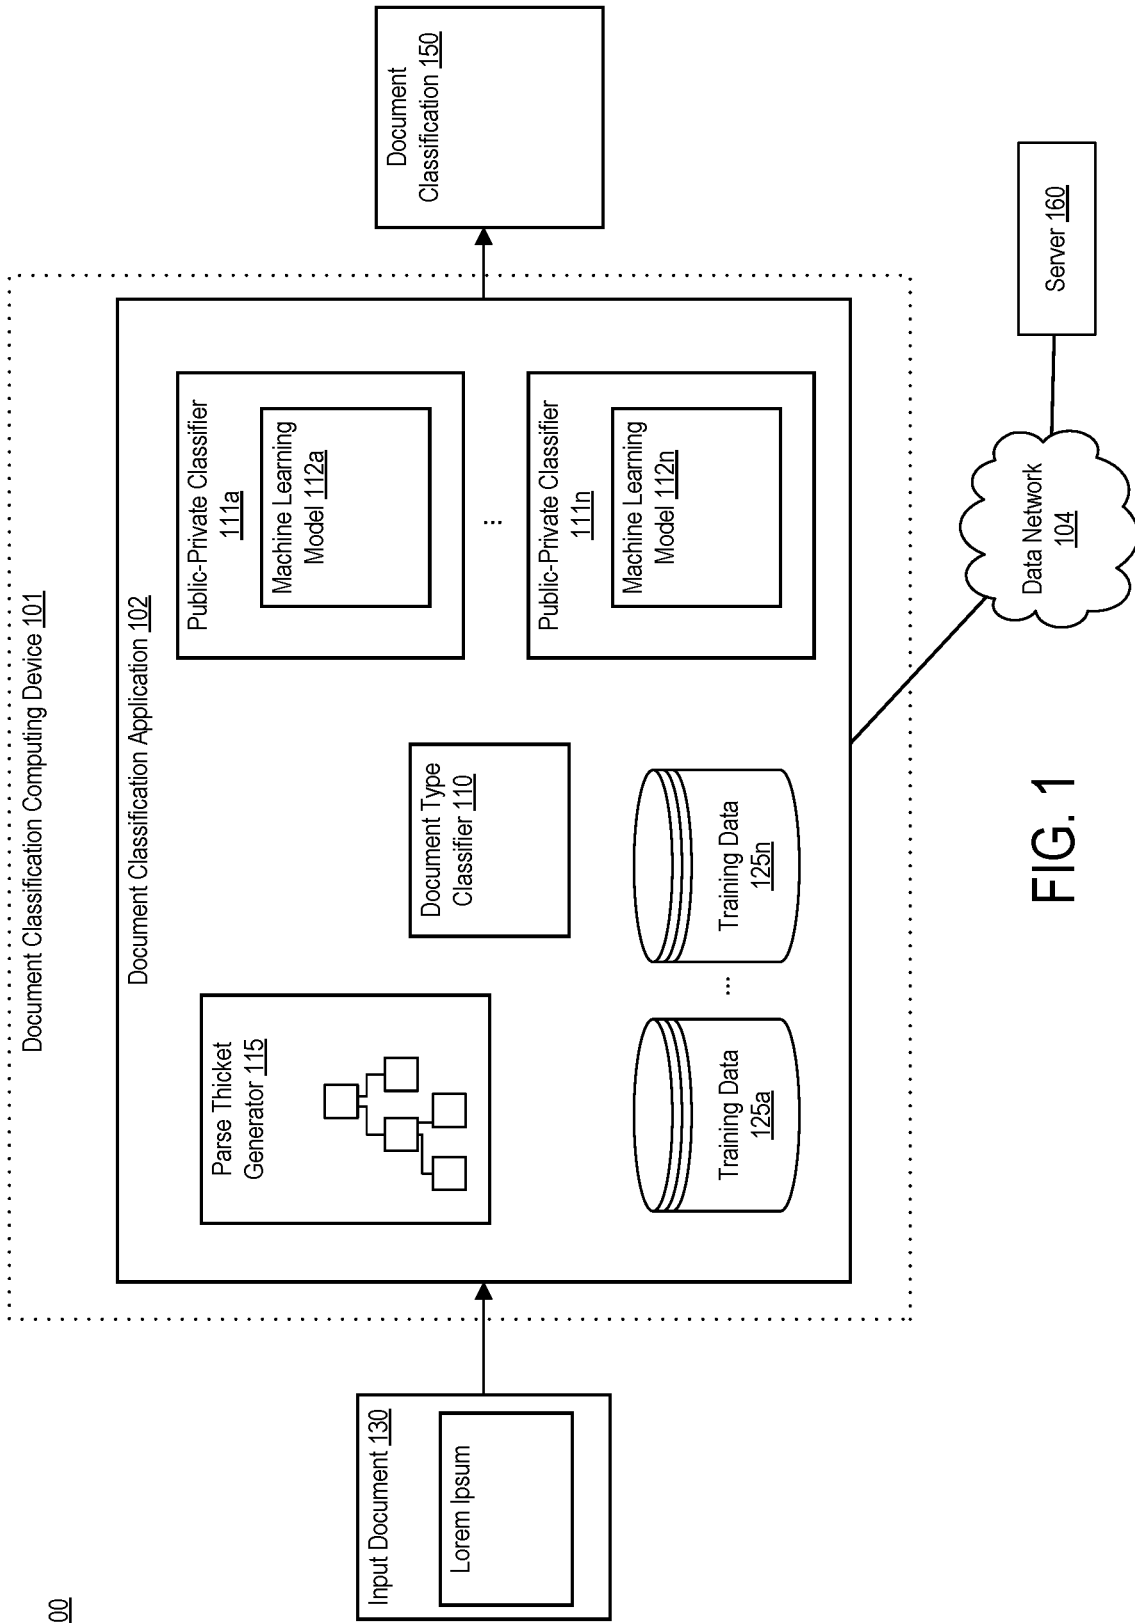 00
Document Classification Computing Device 101
Document Classification Application 102
Input Document 130
Lorem Ipsum
Parse Thicket
Generator 115
Document Type
Classifier 110
Training Data
125a
...
Training Data
125n
Public-Private Classifier
111a
Machine Learning
Model 112a
...
Public-Private Classifier
111n
Machine Learning
Model 112n
Document
Classification 150
Data Network
104
Server 160
FIG. 1